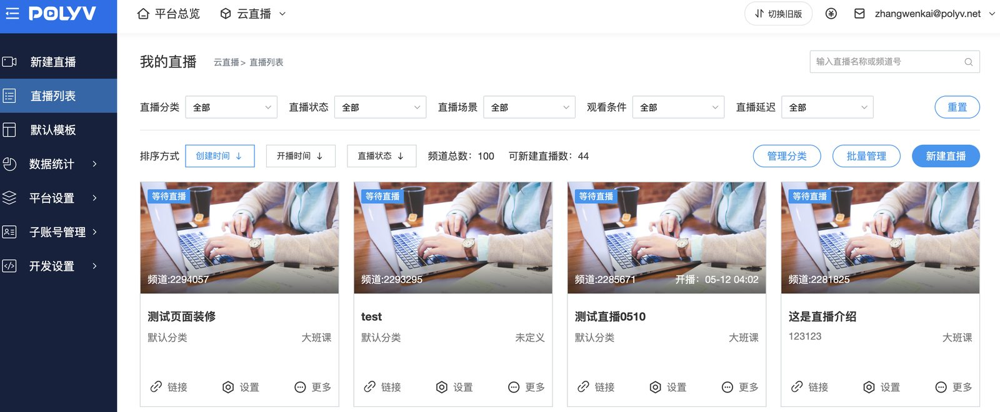 POLYV
平台总览
云直播
切换旧版
zhangwenkai@polyv.net
新建直播
直播列表
默认模板
数据统计
平台设置
子账号管理
开发设置
我的直播
云直播> 直播列表
输入直播名称或频道号
直播分类 全部 直播状态 全部 直播场景 全部 观看条件 全部 直播延迟 全部 重置
排序方式 创建时间 ↓ 开播时间 ↓ 直播状态 ↓ 频道总数：100 可新建直播数：44 管理分类 批量管理 新建直播
等待直播
频道:2294057
测试页面装修
默认分类 大班课
链接 设置 更多
等待直播
频道:2293295
test
默认分类 未定义
链接 设置 更多
等待直播
频道:2285671 开播：05-12 04:02
测试直播0510
默认分类 大班课
链接 设置 更多
等待直播
频道:2281825
这是直播介绍
123123 大班课
链接 设置 更多